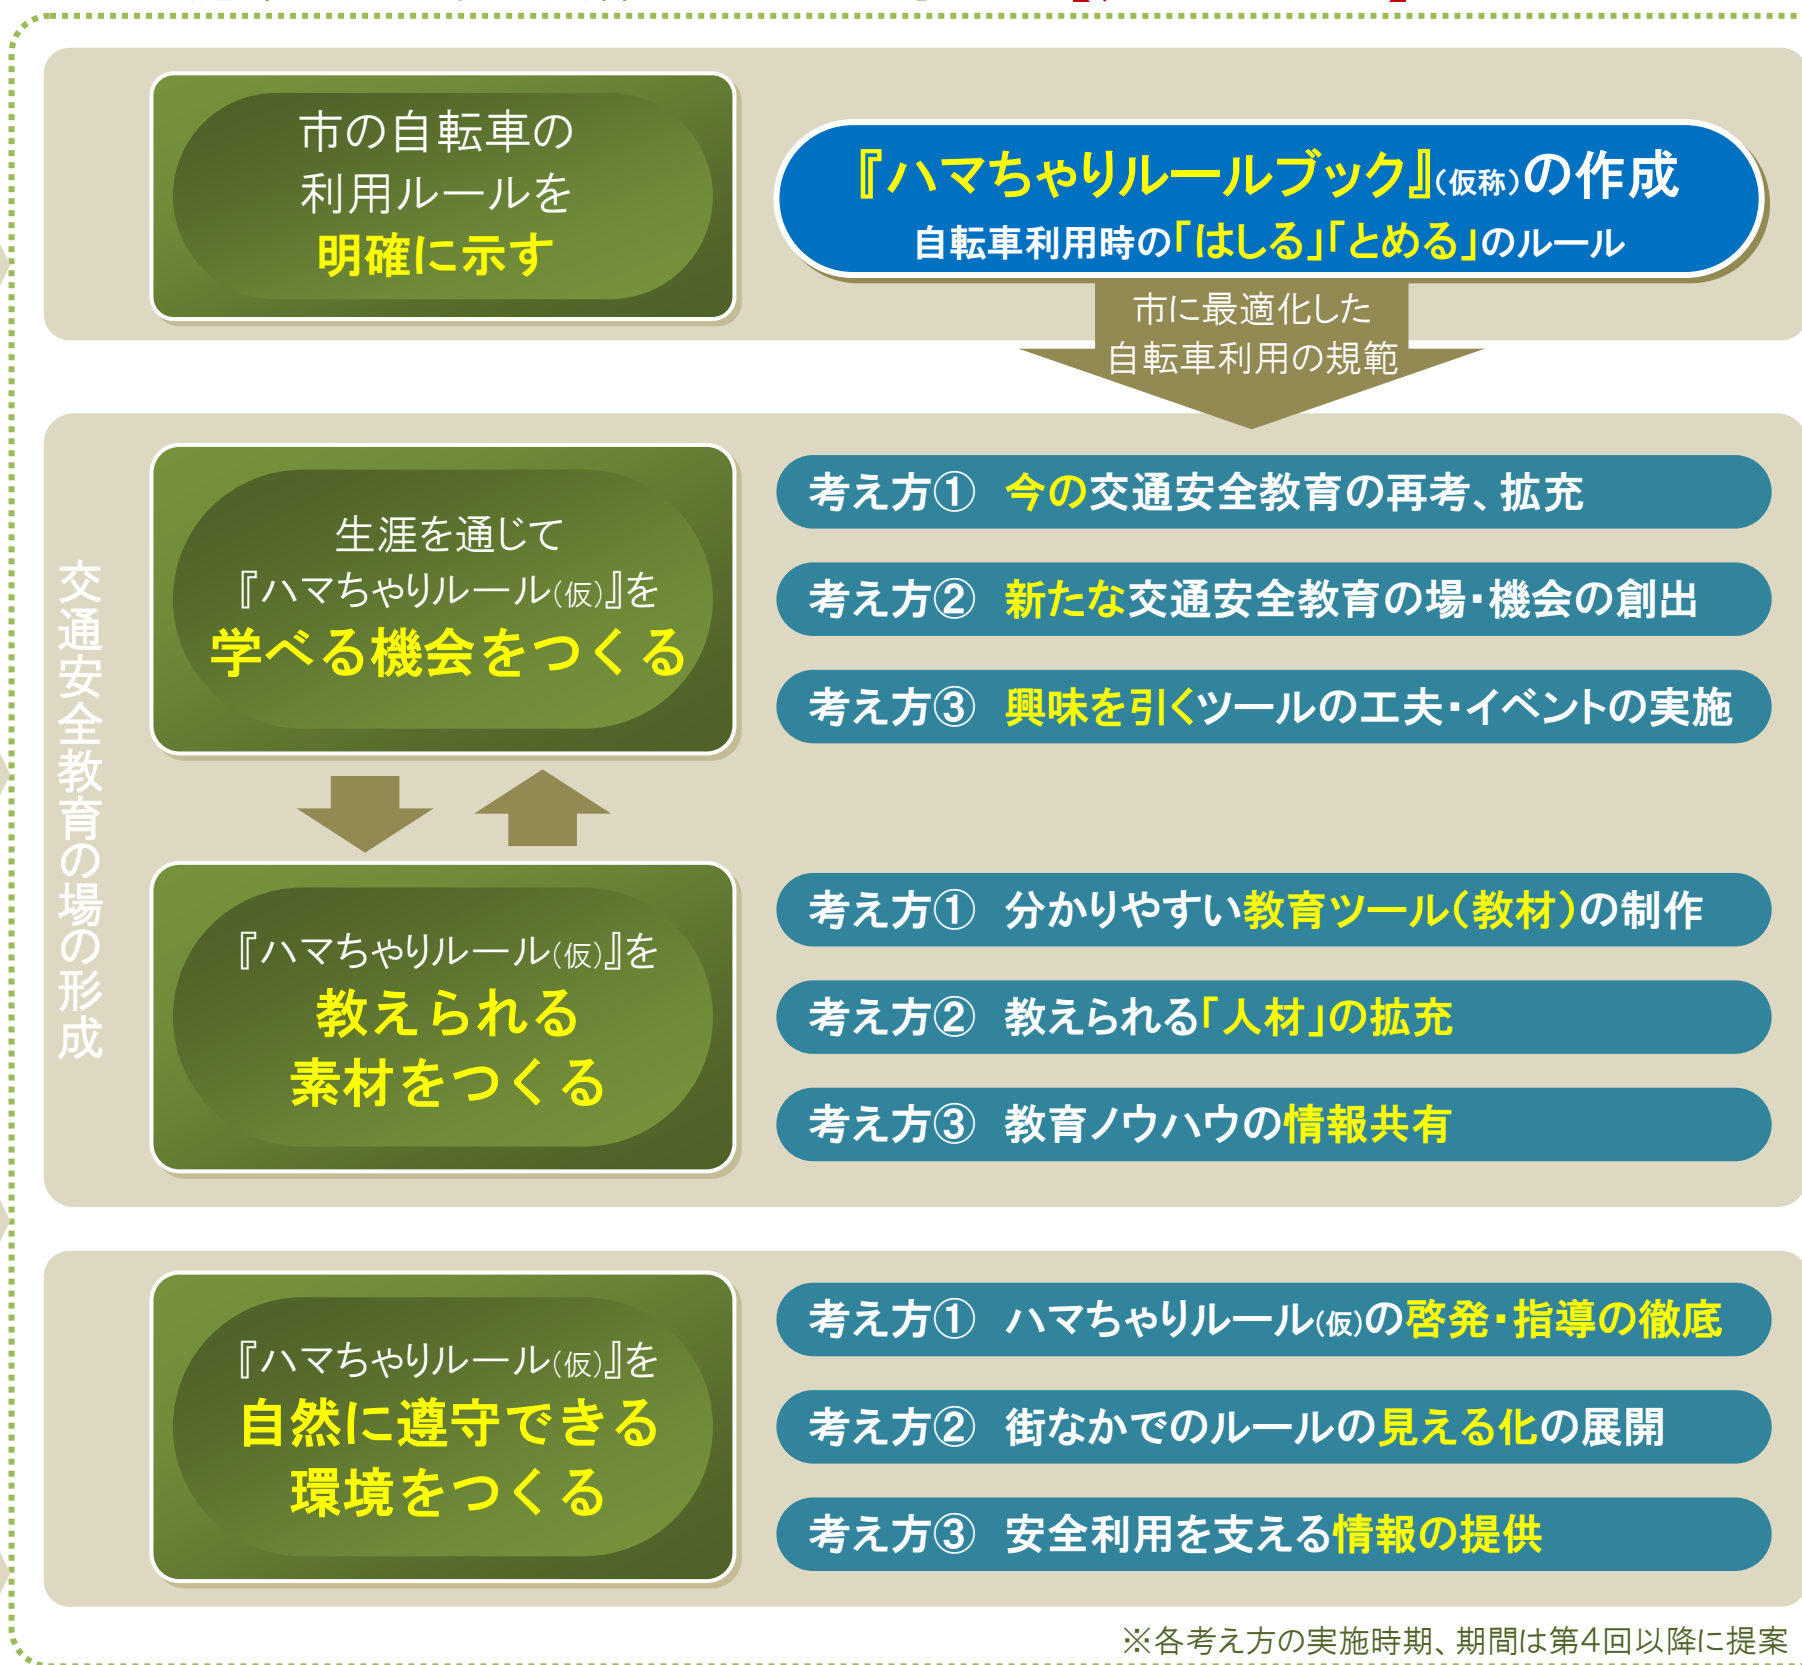 市の自転車の
利用ルールを
明確に示す
『ハマちゃりルールブック』(仮称)の作成
自転車利用時の「はしる」「とめる」のルール
市に最適化した
自転車利用の規範
交通安全教育の場の形成
生涯を通じて
『ハマちゃりルール(仮)』を
学べる機会をつくる
考え方① 今の交通安全教育の再考、拡充
考え方② 新たな交通安全教育の場・機会の創出
考え方③ 興味を引くツールの工夫・イベントの実施
『ハマちゃりルール(仮)』を
教えられる
素材をつくる
考え方① 分かりやすい教育ツール(教材)の制作
考え方② 教えられる「人材」の拡充
考え方③ 教育ノウハウの情報共有
『ハマちゃりルール(仮)』を
自然に遵守できる
環境をつくる
考え方① ハマちゃりルール(仮)の啓発・指導の徹底
考え方② 街なかでのルールの見える化の展開
考え方③ 安全利用を支える情報の提供
※各考え方の実施時期、期間は第4回以降に提案